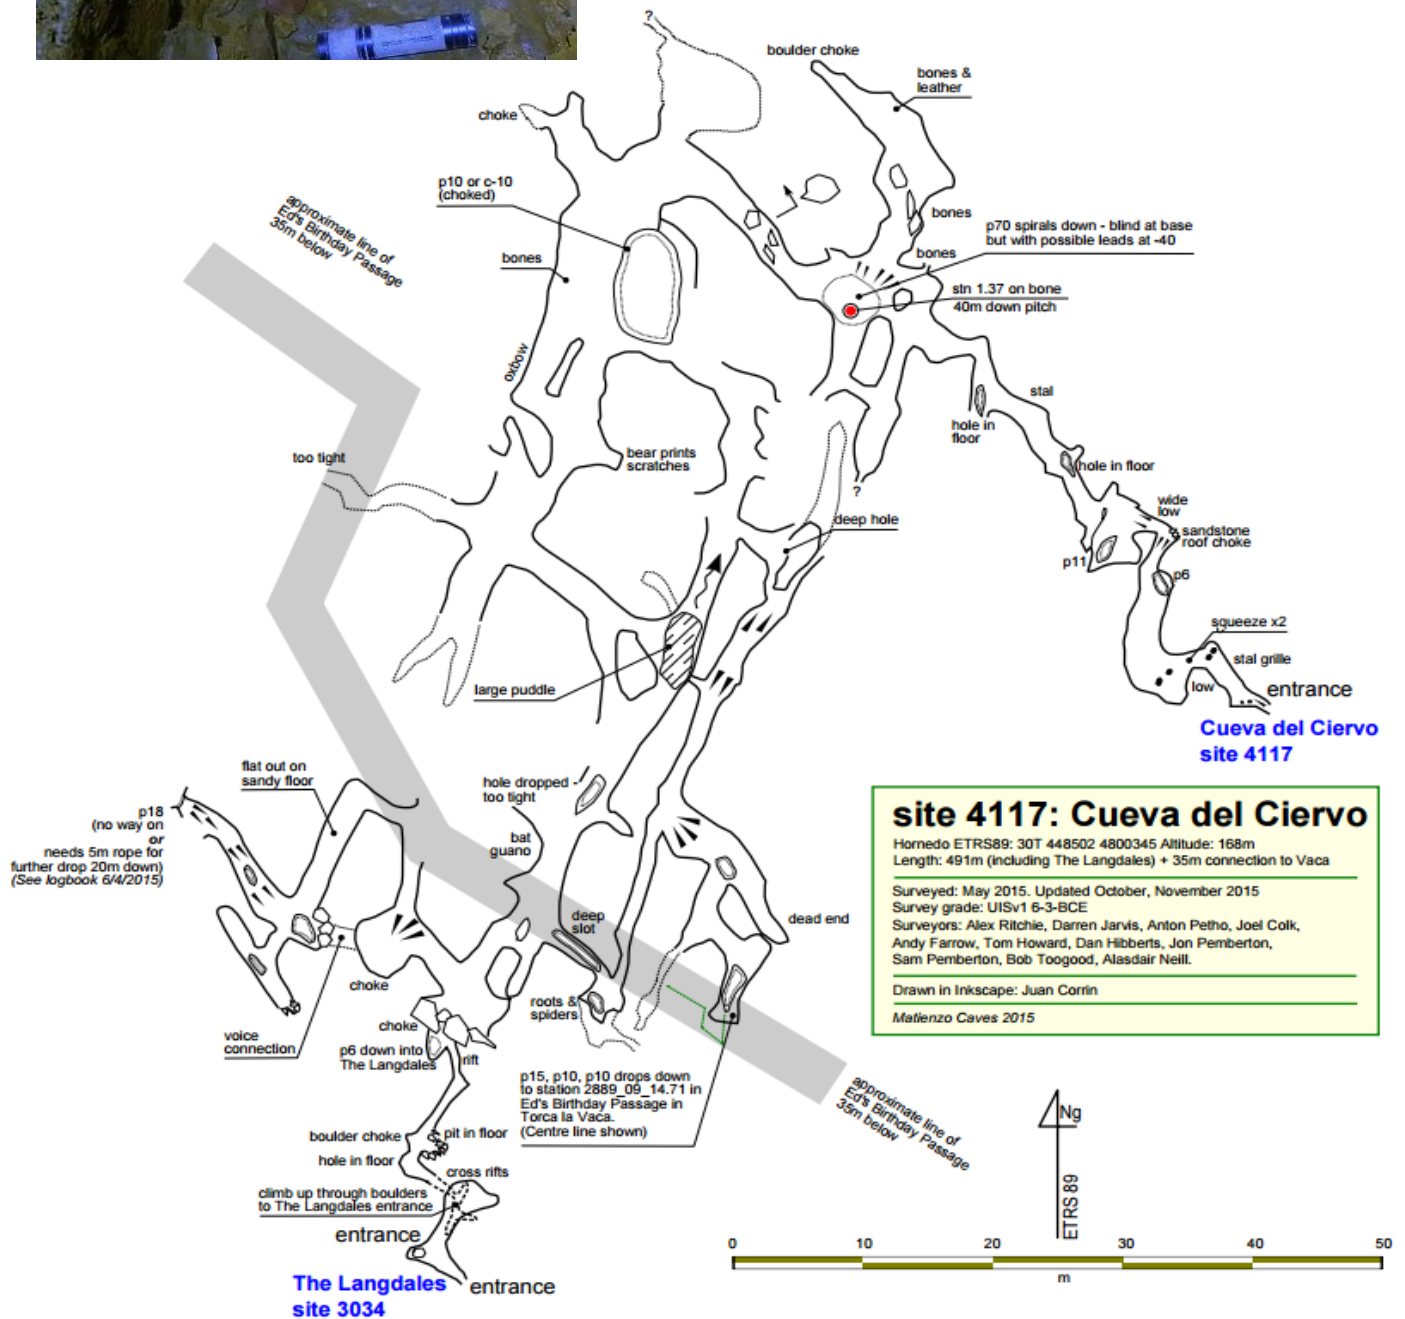 ?
boulder choke
bones &
leather
choke
p10 or c-10
(choked)
approximate line of
Ed's Birthday Passage
35m below
bones
bones
p70 spirals down - blind at base
but with possible leads at -40
bones
stn 1.37 on bone
40m down pitch
oxbow
stal
hole in
floor
too tight
bear prints
scratches
hole in floor
?
wide
low
deep hole
sandstone
roof choke
p11
p6
squeeze x2
stal grille
large puddle
low
entrance
Cueva del Ciervo
site 4117
flat out on
sandy floor
hole dropped -
too tight
p18
(no way on
or
needs 5m rope for
further drop 20m down)
(See logbook 6/4/2015)
bat
guano
site 4117: Cueva del Ciervo
Hornedo ETRS89: 30T 448502 4800345 Altitude: 168m
Length: 491m (including The Langdales) + 35m connection to Vaca
Surveyed: May 2015. Updated October, November 2015
Survey grade: UISv1 6-3-BCE
Surveyors: Alex Ritchie, Darren Jarvis, Anton Petho, Joel Colk,
Andy Farrow, Tom Howard, Dan Hibberts, Jon Pemberton,
Sam Pemberton, Bob Toogood, Alasdair Neill.
Drawn in Inkscape: Juan Corrin
Matienzo Caves 2015
deep
slot
dead end
choke
roots &
spiders
choke
voice
connection
p6 down into
The Langdales
rift
p15, p10, p10 drops down
to station 2889_09_14.71 in
Ed's Birthday Passage in
Torca la Vaca.
(Centre line shown)
approximate line of
Ed's Birthday Passage
35m below
Ng
ETRS 89
boulder choke
pit in floor
hole in floor
cross rifts
climb up through boulders
to The Langdales entrance
entrance
The Langdales
site 3034
entrance
0 10 20 30 40 50
m